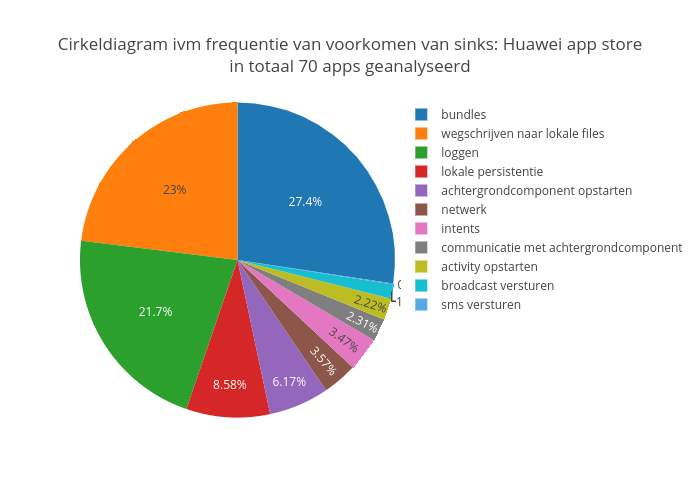 Cirkeldiagram ivm frequentie van voorkomen van sinks: Huawei app store
in totaal 70 apps geanalyseerd
bundles
wegschrijven naar lokale files
loggen
lokale persistentie
achtergrondcomponent opstarten
netwerk
intents
communicatie met achtergrondcomponent
activity opstarten
broadcast versturen
sms versturen
27.4%
23%
21.7%
8.58%
6.17%
3.57%
3.47%
2.31%
2.22%